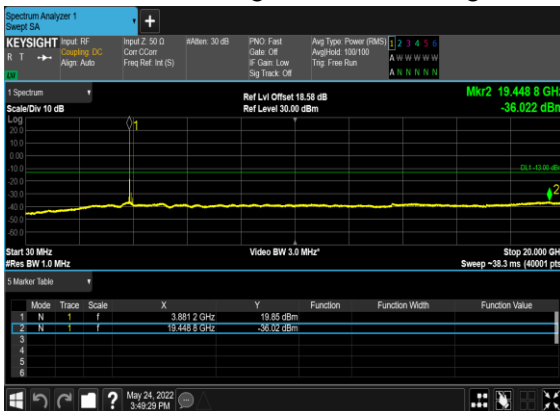 Spectrum Analyzer 1
Swept SA
KEYSIGHT Input: RF Input Z: 50 Ω #Atten: 30 dB PNO: Fast Avg Type: Power (RMS) 1 2 3 4 5 6
R T Coupling: DC Corr CCorr Gate: Off Avg|Hold: 100/100 A W W W W W
Align: Auto Freq Ref: Int (S) IF Gain: Low Trig: Free Run
Sig Track: Off A N N N N N
LV
1 Spectrum Ref Lvl Offset 18.58 dB Mkr2 19.448 8 GHz
Scale/Div 10 dB Ref Level 30.00 dBm -36.022 dBm
Log
20.0 1
10.0
0.00
-10.0 DL1 -13.00 dBm
-20.0
-30.0 2
-40.0
-50.0
-60.0
Start 30 MHz Video BW 3.0 MHz* Stop 20.000 GH
#Res BW 1.0 MHz Sweep ~38.3 ms (40001 pts
5 Marker Table
Mode Trace Scale X Y Function Function Width Function Value
1 N 1 f 3.881 2 GHz 19.85 dBm
2 N 1 f 19.448 8 GHz -36.02 dBm
3
4
5
6
? May 24, 2022
3:49:29 PM